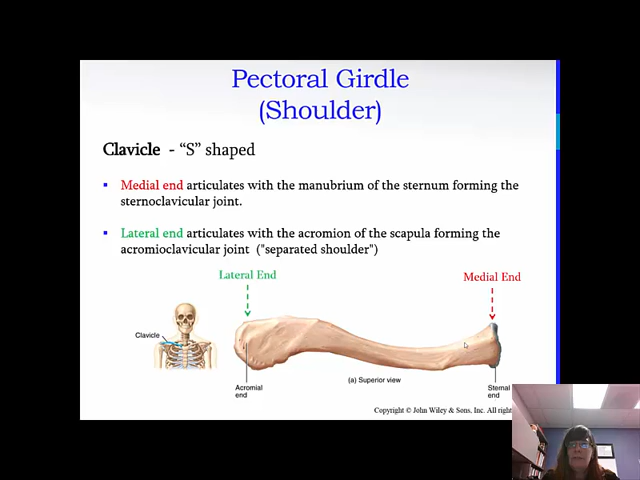 Pectoral Girdle
(Shoulder)
Clavicle - “S” shaped
Medial end articulates with the manubrium of the sternum forming the
sternoclavicular joint.
Lateral end articulates with the acromion of the scapula forming the
acromioclavicular joint ("separated shoulder")
Lateral End
Medial End
Clavicle
Acromial
end
(a) Superior view
Sternal
end
Copyright © John Wiley & Sons, Inc. All